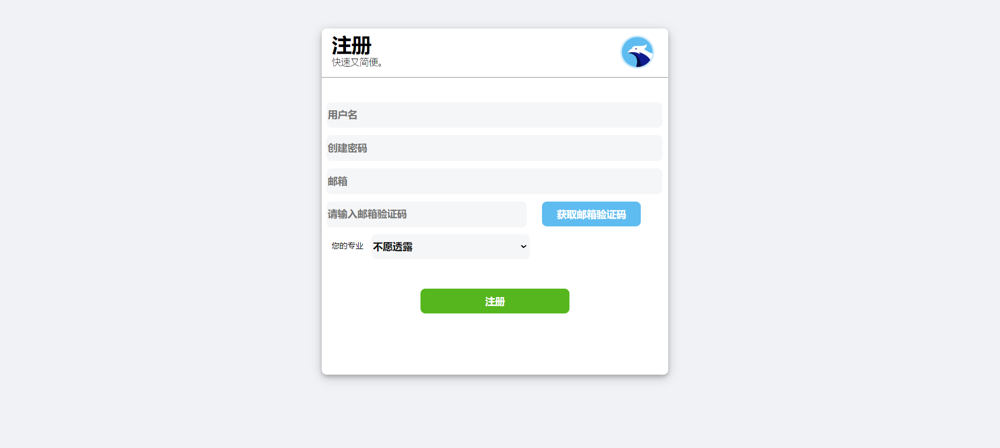 注册
快速又简便。
用户名
创建密码
邮箱
请输入邮箱验证码
获取邮箱验证码
您的专业
不愿透露
注册